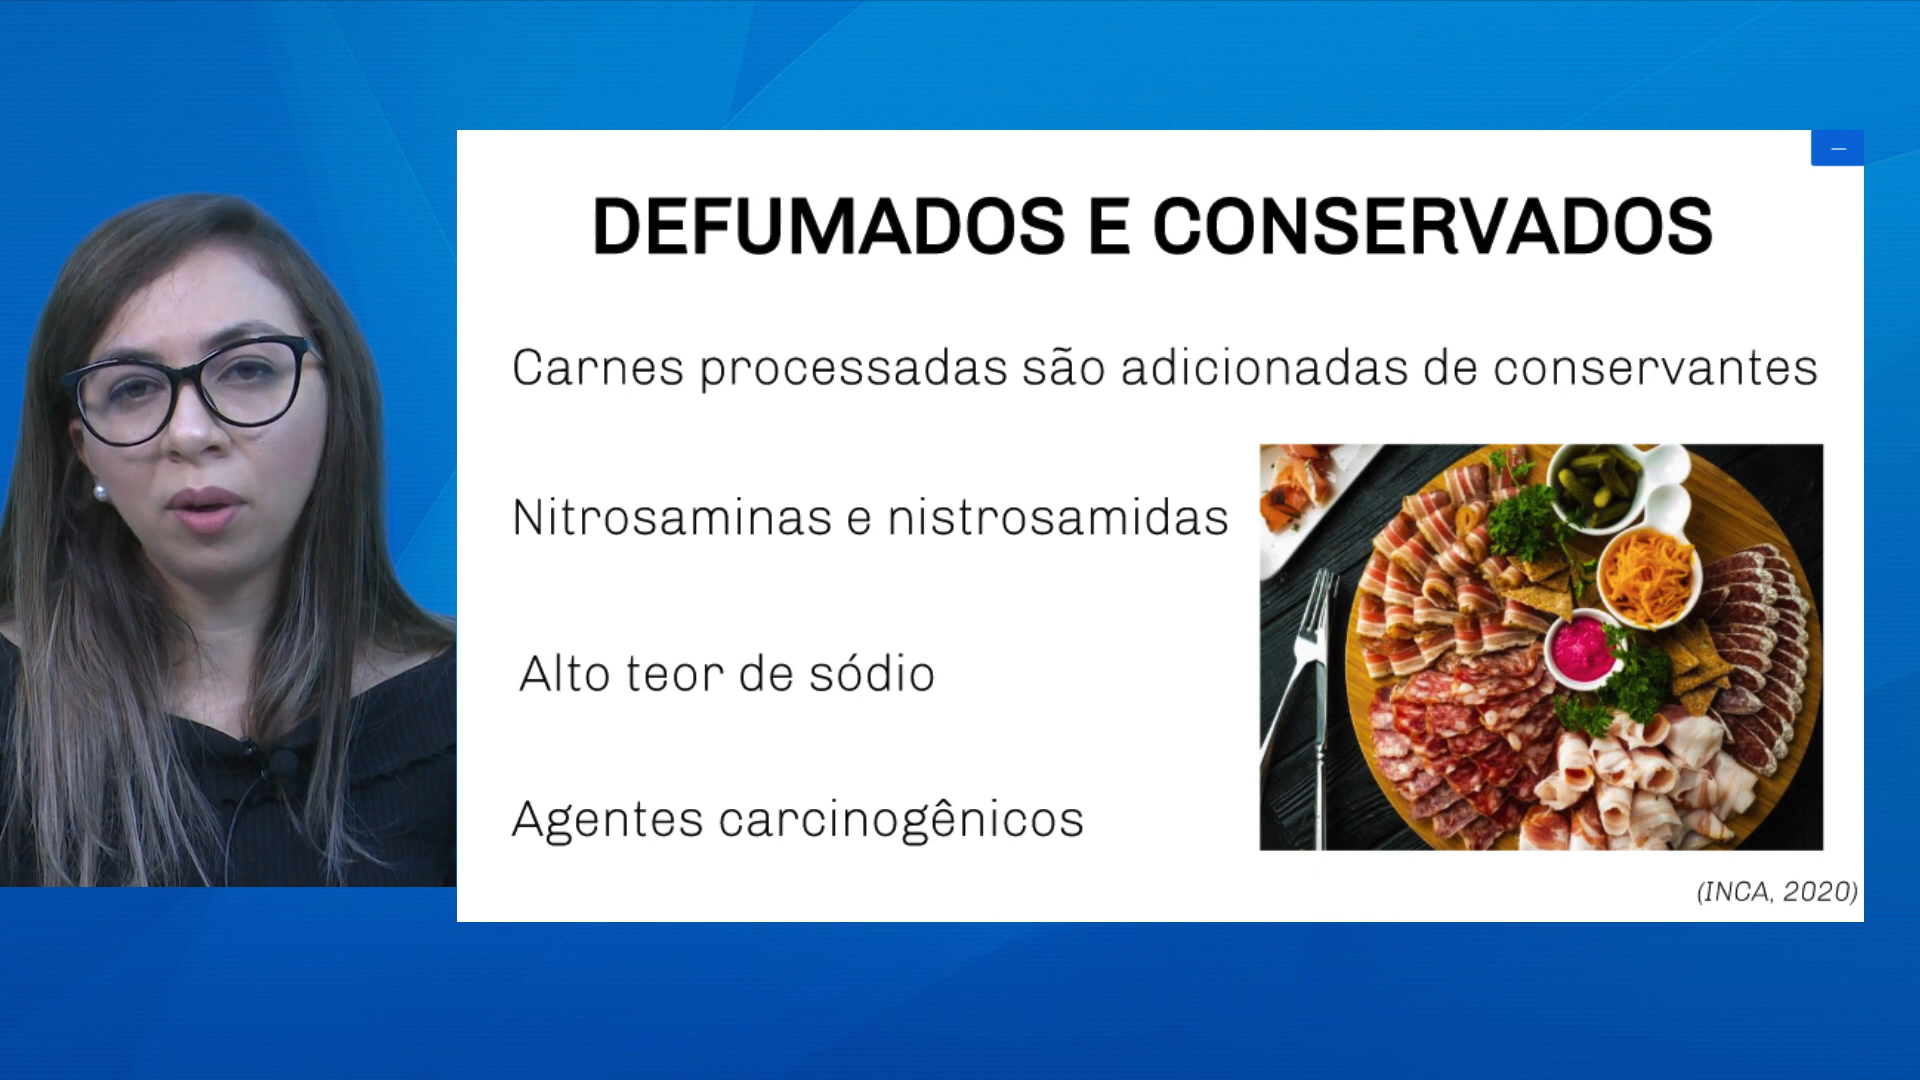 DEFUMADOS E CONSERVADOS
Carnes processadas são adicionadas de conservantes
Nitrosaminas e nistrosamidas
Alto teor de sódio
Agentes carcinogênicos
(INCA, 2020)